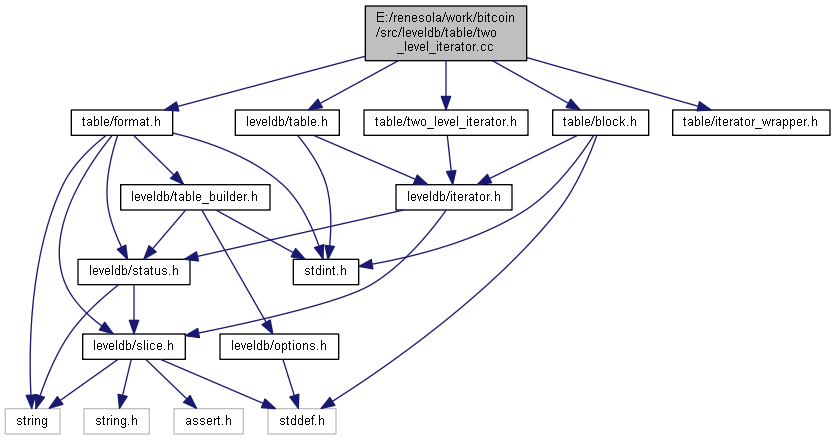 E:/renesola/work/bitcoin
/src/leveldb/table/two
_level_iterator.cc
table/format.h
leveldb/table.h
table/two_level_iterator.h
table/block.h
table/iterator_wrapper.h
leveldb/table_builder.h
leveldb/iterator.h
leveldb/status.h
stdint.h
leveldb/slice.h
leveldb/options.h
string
string.h
assert.h
stddef.h